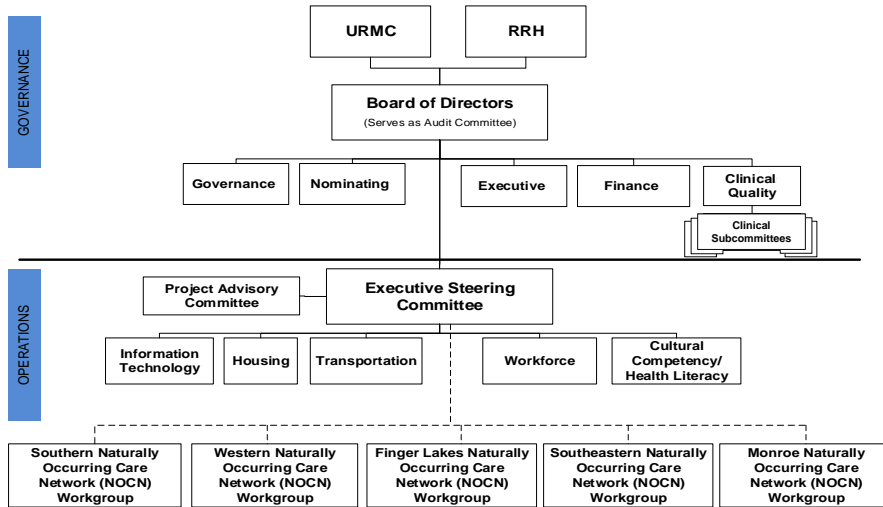 URMC
RRH
GOVERNANCE
Board of Directors
(Serves as Audit Committee)
Governance
Nominating
Executive
Finance
Clinical
Quality
Clinical
Subcommittees
OPERATIONS
Project Advisory
Committee
Executive Steering
Committee
Information
Technology
Housing
Transportation
Workforce
Cultural
Competency/
Health Literacy
Southern Naturally
Occurring Care
Network (NOCN)
Workgroup
Western Naturally
Occurring Care
Network (NOCN)
Workgroup
Finger Lakes Naturally
Occurring Care
Network (NOCN)
Workgroup
Southeastern Naturally
Occurring Care
Network (NOCN)
Workgroup
Monroe Naturally
Occurring Care
Network (NOCN)
Workgroup